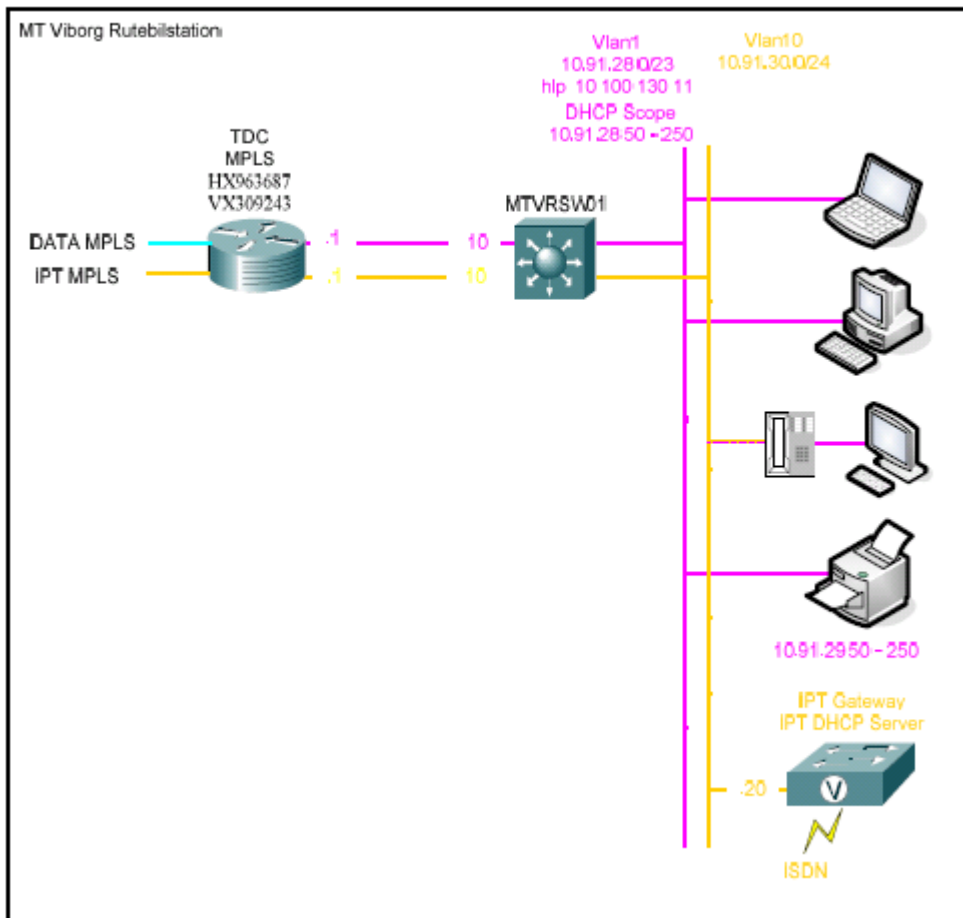 MT Viborg Rutebilstation
Vlan1
10.91.28.0/23
hlp 10 100 130 11
DHCP Scope
10.91.28.50 - 250
Vlan10
10.91.30.0/24
TDC
MPLS
HX963687
VX309243
MTVRSW01
DATA MPLS
.1
10
IPT MPLS
.1
10
10.91.2950 - 250
IPT Gateway
IPT DHCP Server
.20
V
ISDN